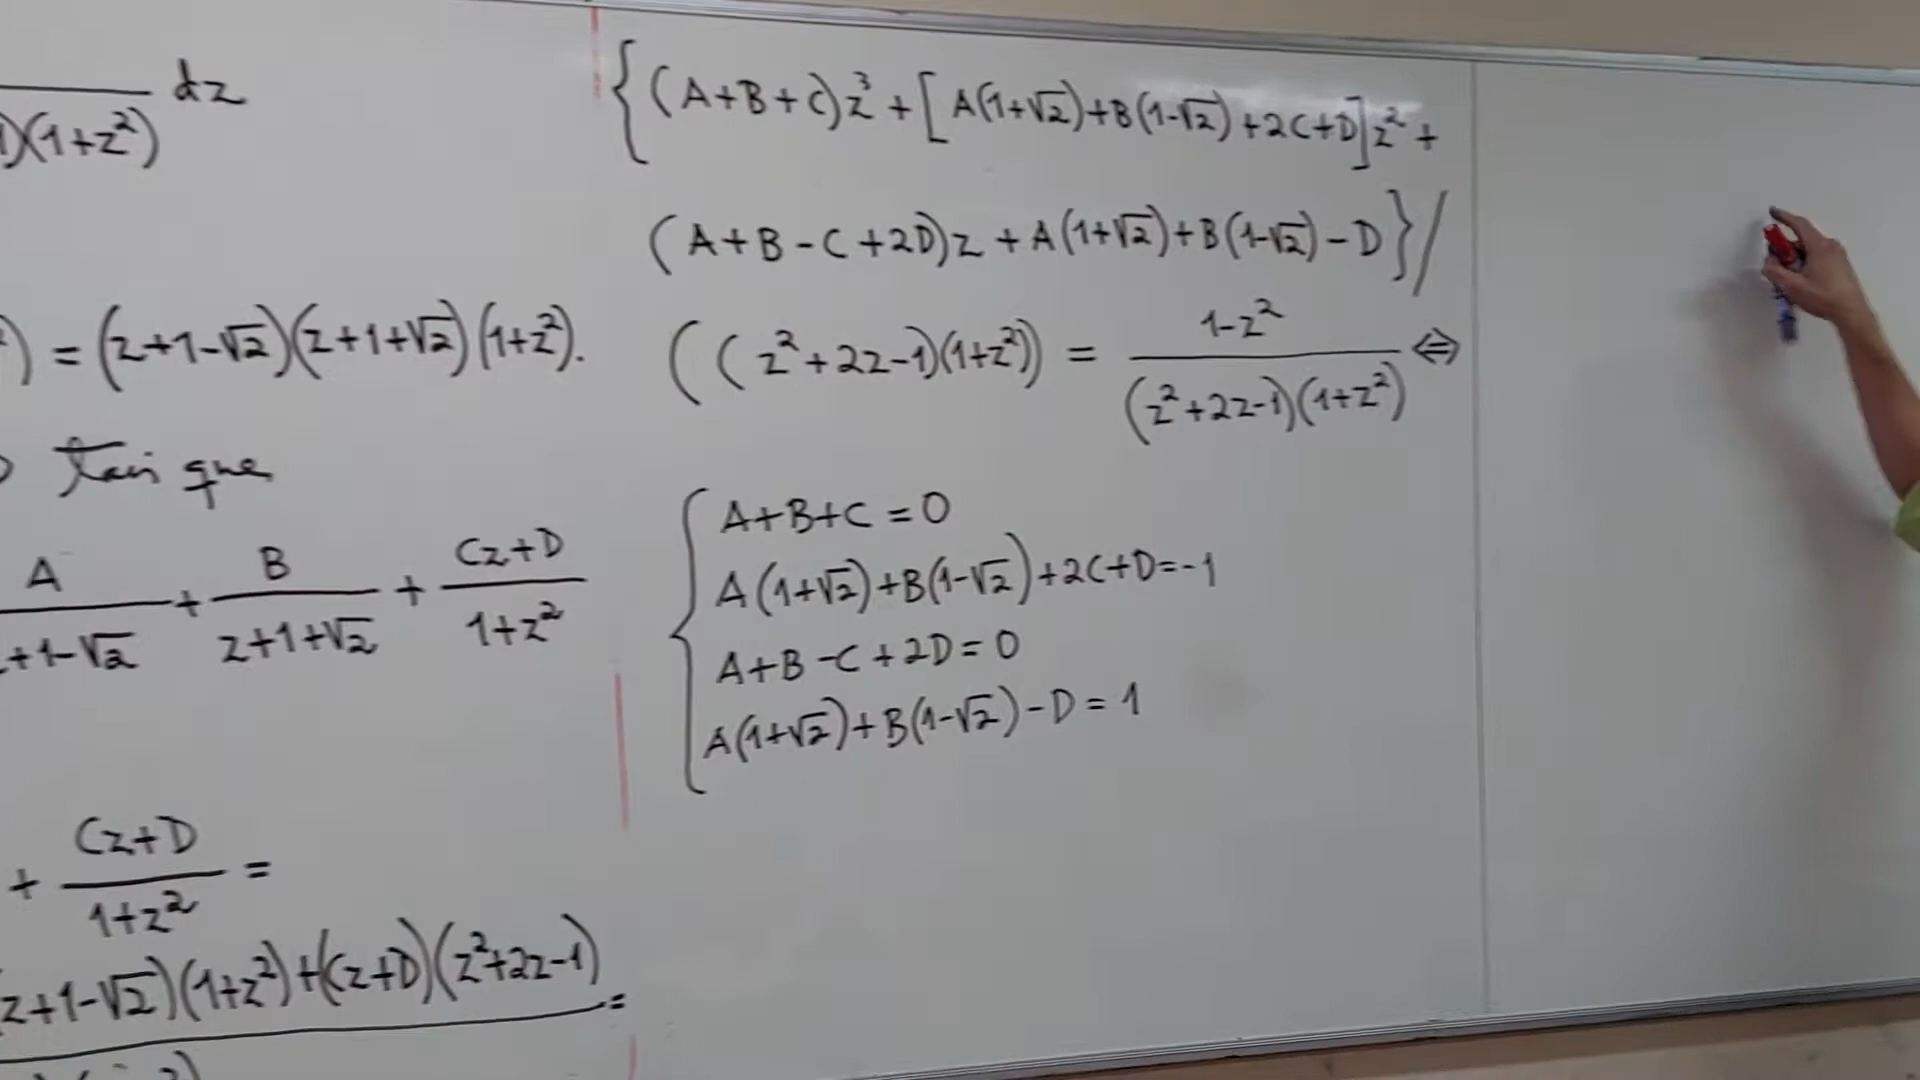 )(1+z²) dz
) = (z+1-√2)(z+1+√2)(1+z²).
tais que
A/(z+1-√2) + B/(z+1+√2) + (Cz+D)/(1+z²)
+ (Cz+D)/(1+z²) =
z+1-√2)(1+z²)+(Cz+D)(z²+2z-1) =
{(A+B+C)z³ + [A(1+√2)+B(1-√2)+2C+D]z² +
(A+B-C+2D)z + A(1+√2)+B(1-√2)-D}/
((z²+2z-1)(1+z²)) = (1-z²)/((z²+2z-1)(1+z²)) ⇔
A+B+C = 0
A(1+√2)+B(1-√2)+2C+D=-1
A+B-C+2D=0
A(1+√2)+B(1-√2)-D=1